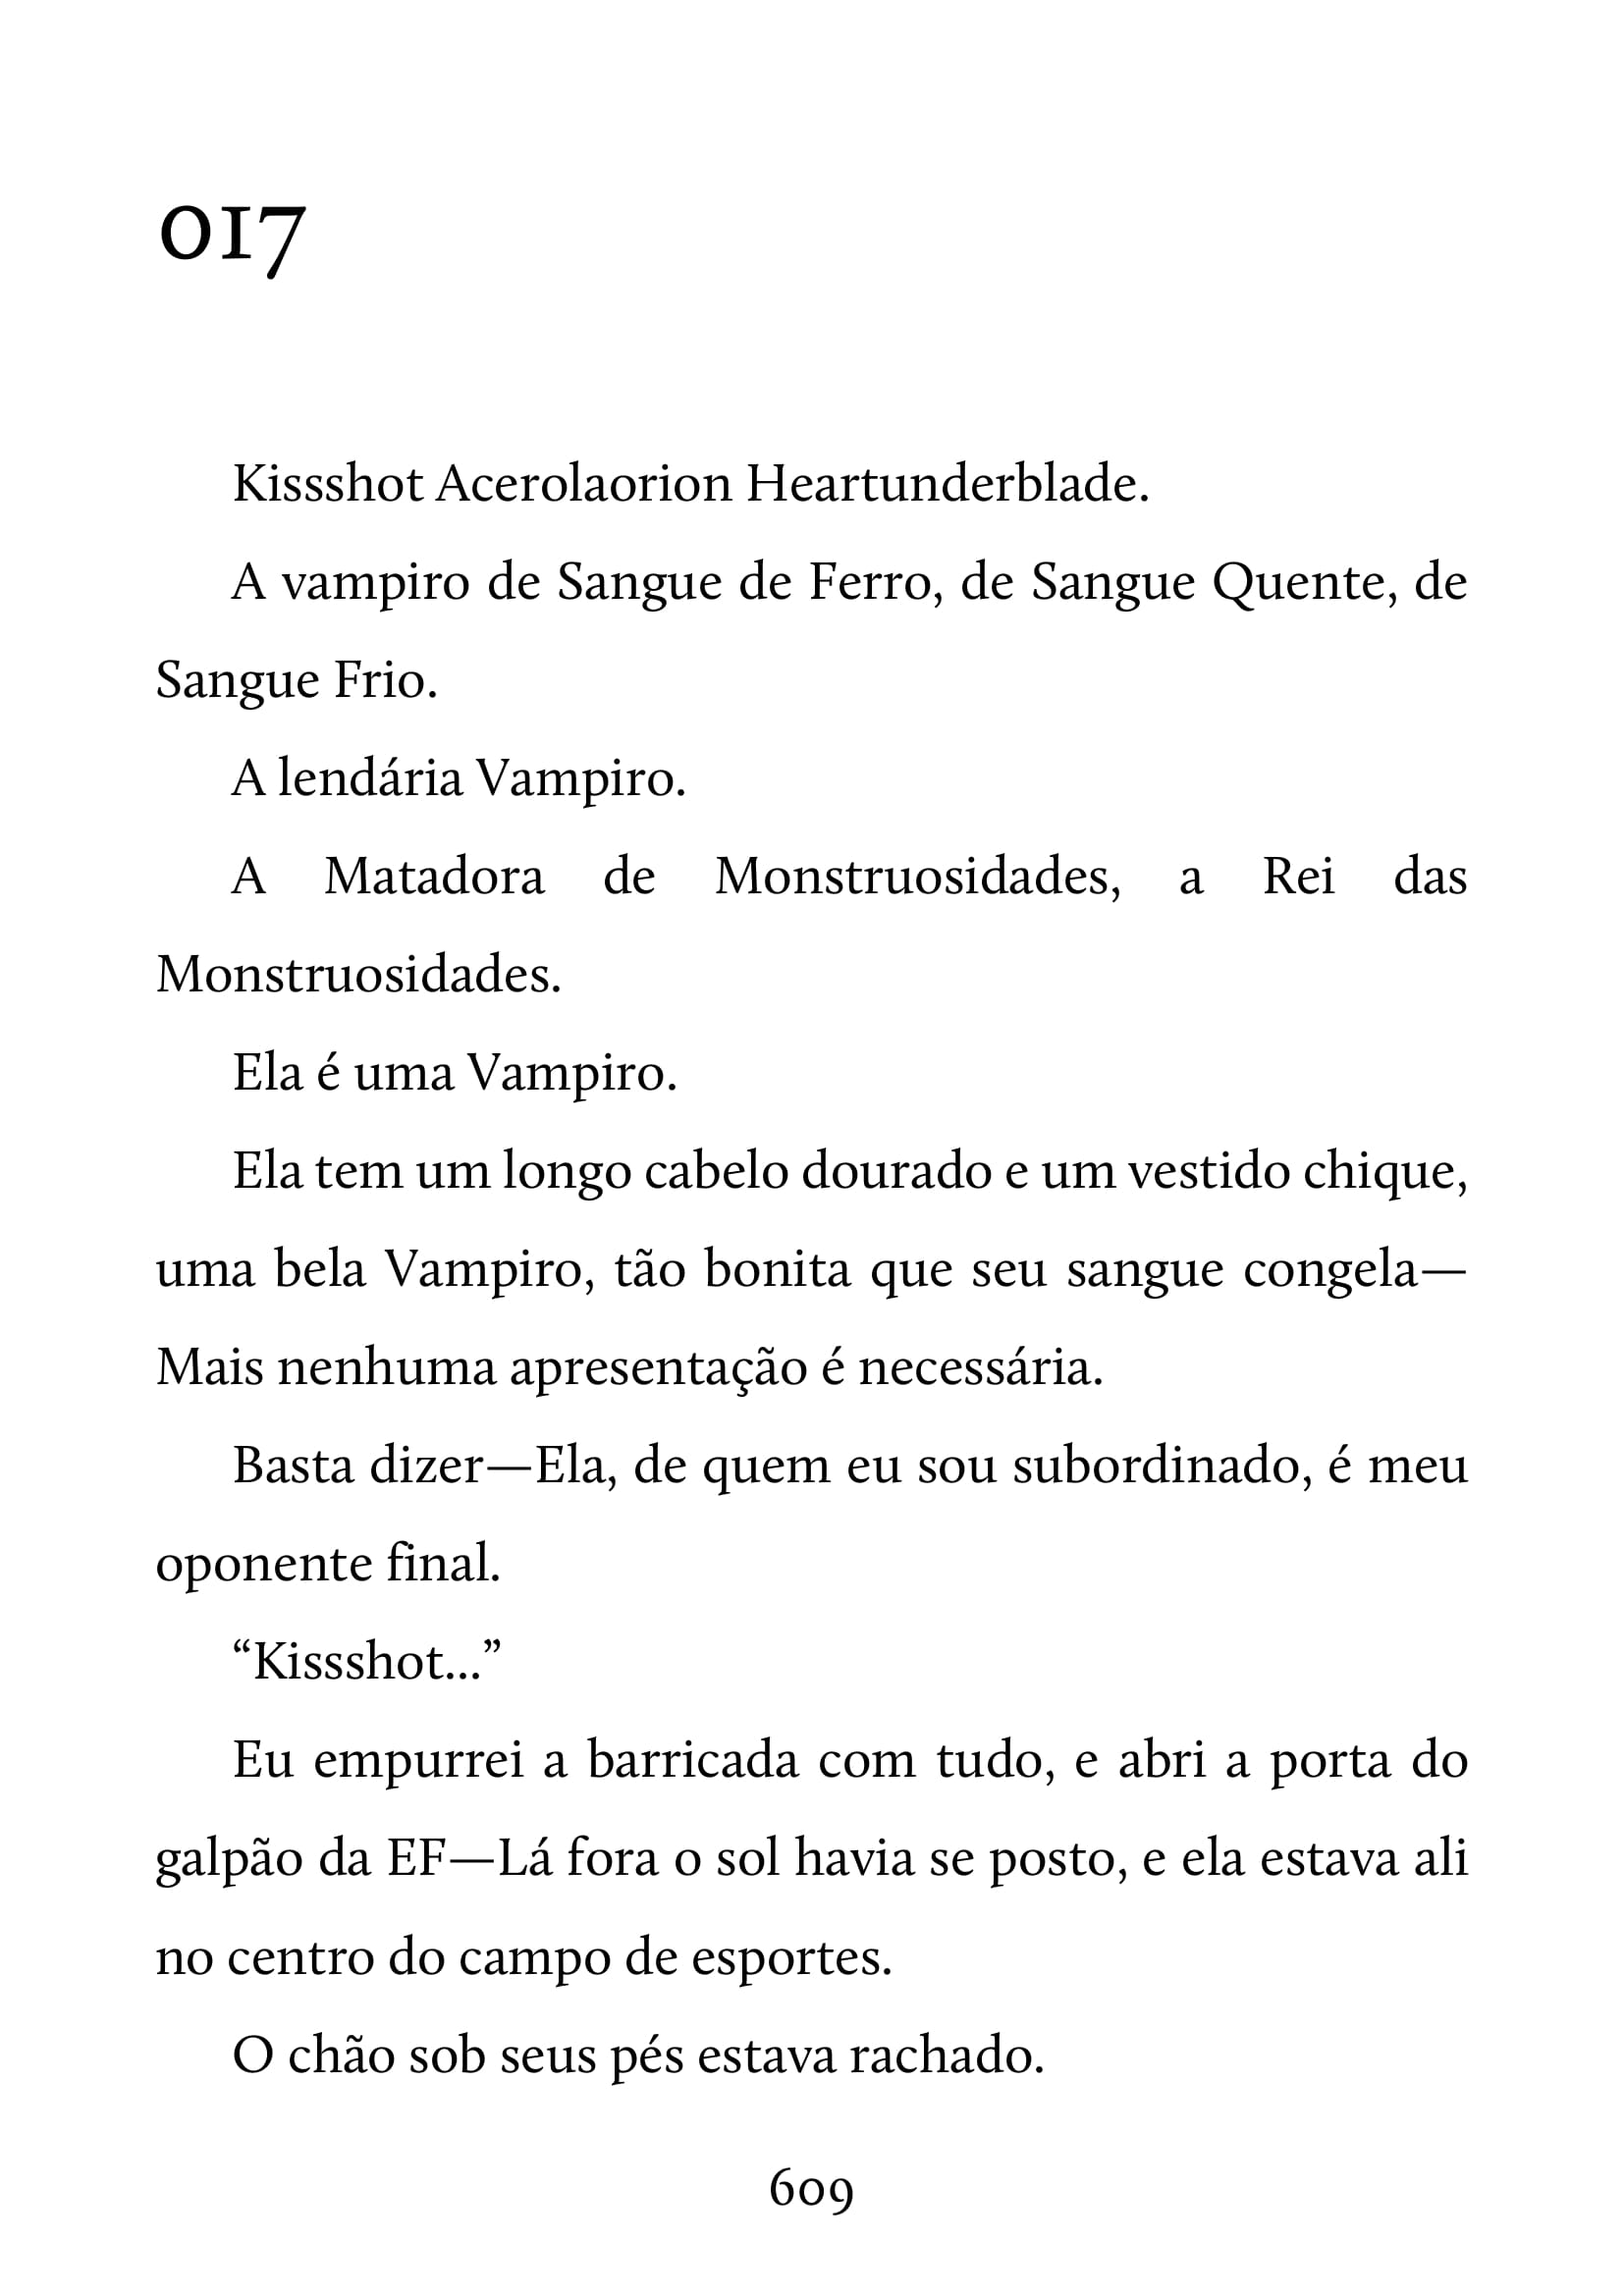 017
Kissshot Acerolaorion Heartunderblade.
A vampiro de Sangue de Ferro, de Sangue Quente, de
Sangue Frio.
A lendária Vampiro.
A Matadora de Monstruosidades, a Rei das
Monstruosidades.
Ela é uma Vampiro.
Ela tem um longo cabelo dourado e um vestido chique,
uma bela Vampiro, tão bonita que seu sangue congela—
Mais nenhuma apresentação é necessária.
Basta dizer—Ela, de quem eu sou subordinado, é meu
oponente final.
“Kissshot...”
Eu empurrei a barricada com tudo, e abri a porta do
galpão da EF—Lá fora o sol havia se posto, e ela estava ali
no centro do campo de esportes.
O chão sob seus pés estava rachado.
609